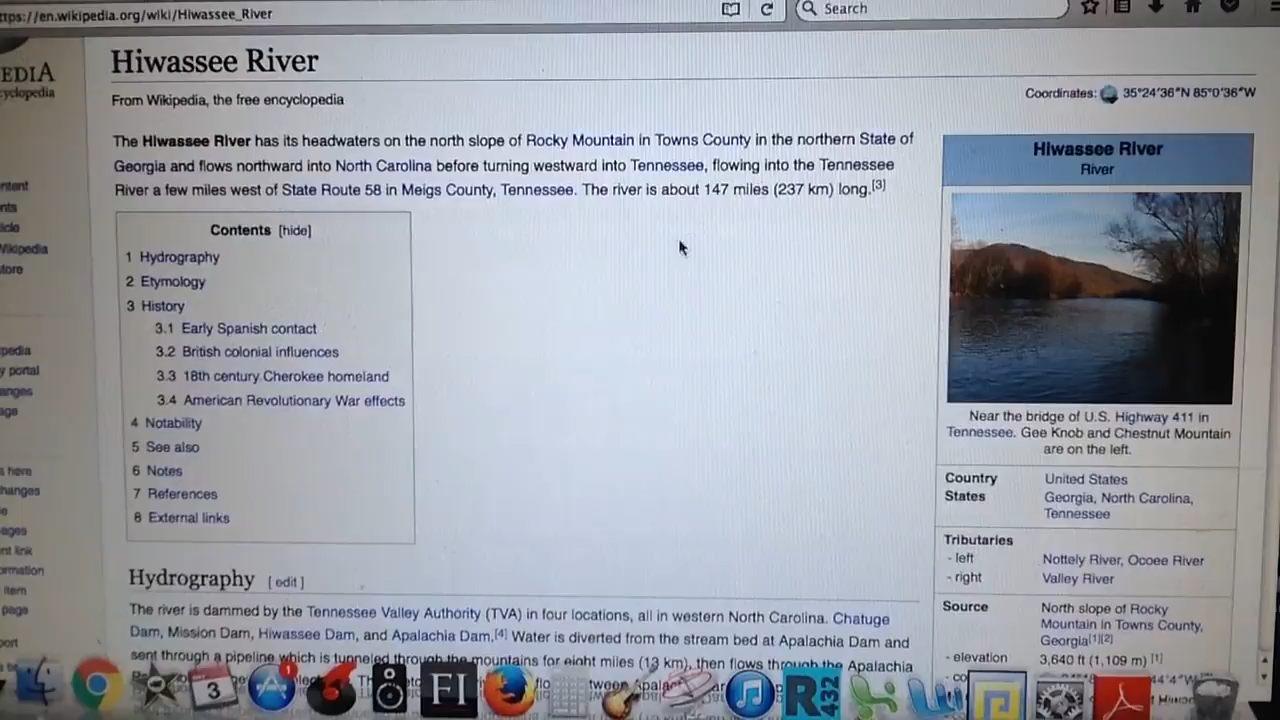 ttps://en.wikipedia.org/wiki/Hiwassee_River
Search
EDIA
Hiwassee River
From Wikipedia, the free encyclopedia
Coordinates: 35°24′36″N 85°0′36″W
The Hiwassee River has its headwaters on the north slope of Rocky Mountain in Towns County in the northern State of
Georgia and flows northward into North Carolina before turning westward into Tennessee, flowing into the Tennessee
River a few miles west of State Route 58 in Meigs County, Tennessee. The river is about 147 miles (237 km) long.[3]
Contents [hide]
1 Hydrography
2 Etymology
3 History
3.1 Early Spanish contact
3.2 British colonial influences
3.3 18th century Cherokee homeland
3.4 American Revolutionary War effects
4 Notability
5 See also
6 Notes
7 References
8 External links
Hydrography [edit]
The river is dammed by the Tennessee Valley Authority (TVA) in four locations, all in western North Carolina. Chatuge
Dam, Mission Dam, Hiwassee Dam, and Apalachia Dam.[4] Water is diverted from the stream bed at Apalachia Dam and
sent through a pipeline which is tunneled through the mountains for eight miles (13 km), then flows through the Apalachia
Hiwassee River
River
Near the bridge of U.S. Highway 411 in
Tennessee. Gee Knob and Chestnut Mountain
are on the left.
Country United States
States Georgia, North Carolina,
Tennessee
Tributaries
- left Nottely River, Ocoee River
- right Valley River
Source North slope of Rocky
Mountain in Towns County,
Georgia[1][2]
- elevation 3,640 ft (1,109 m) [1]
3
1
FI
R
432